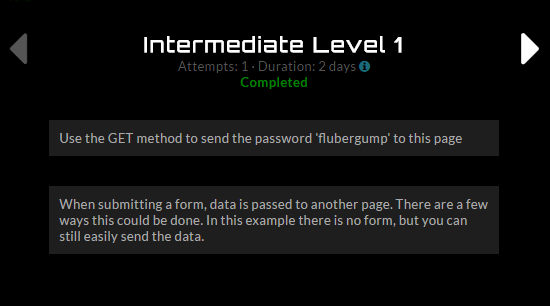 Intermediate Level 1
Attempts: 1 · Duration: 2 days
Completed
Use the GET method to send the password 'flubergump' to this page
When submitting a form, data is passed to another page. There are a few
ways this could be done. In this example there is no form, but you can
still easily send the data.